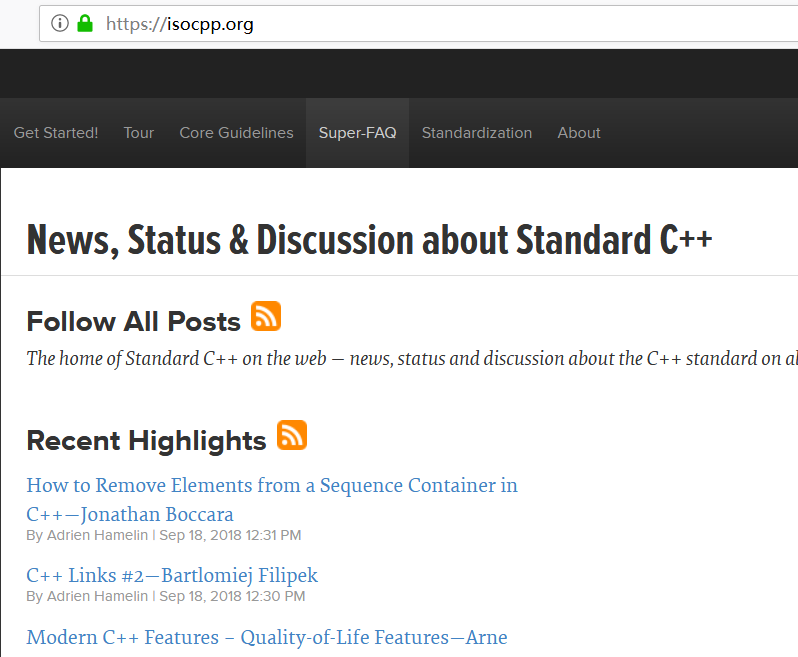 https://isocpp.org
Get Started! Tour Core Guidelines Super-FAQ Standardization About
News, Status & Discussion about Standard C++
Follow All Posts
The home of Standard C++ on the web — news, status and discussion about the C++ standard on
Recent Highlights
How to Remove Elements from a Sequence Container in
C++—Jonathan Boccara
By Adrien Hamelin | Sep 18, 2018 12:31 PM
C++ Links #2—Bartlomiej Filipek
By Adrien Hamelin | Sep 18, 2018 12:30 PM
Modern C++ Features – Quality-of-Life Features—Arne